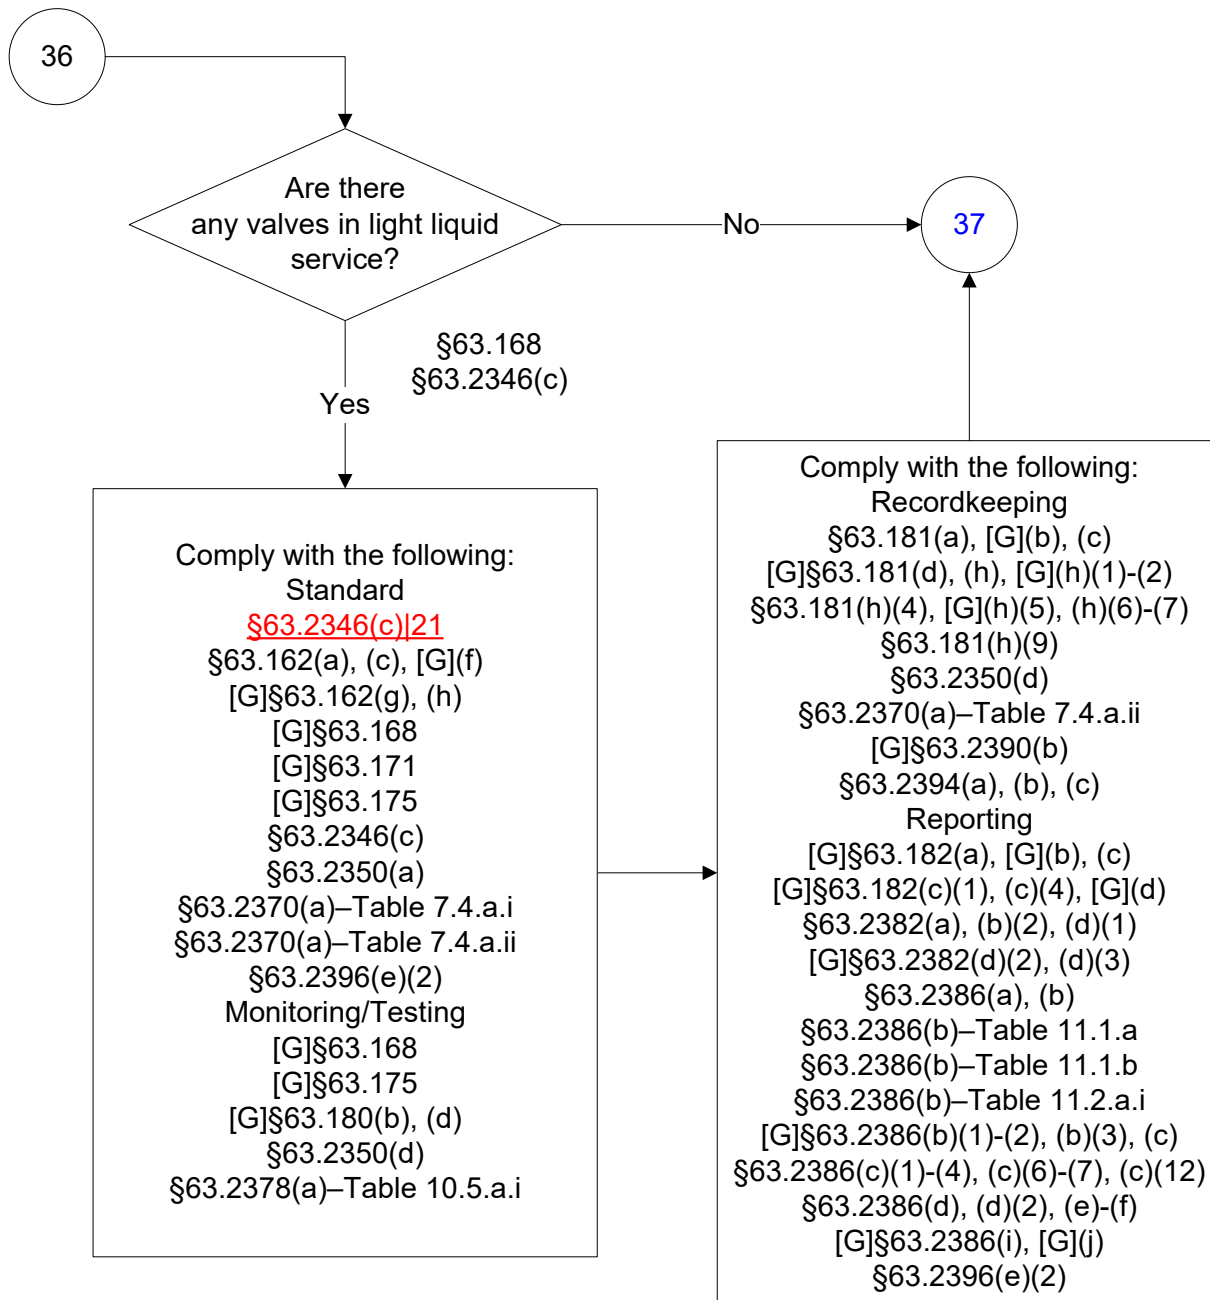 36
Are there
any valves in light liquid
service?
No
37
§63.168
§63.2346(c)
Yes
Comply with the following:
Standard
§63.2346(c)|21
§63.162(a), (c), [G](f)
[G]§63.162(g), (h)
[G]§63.168
[G]§63.171
[G]§63.175
§63.2346(c)
§63.2350(a)
§63.2370(a)–Table 7.4.a.i
§63.2370(a)–Table 7.4.a.ii
§63.2396(e)(2)
Monitoring/Testing
[G]§63.168
[G]§63.175
[G]§63.180(b), (d)
§63.2350(d)
§63.2378(a)–Table 10.5.a.i
Comply with the following:
Recordkeeping
§63.181(a), [G](b), (c)
[G]§63.181(d), (h), [G](h)(1)-(2)
§63.181(h)(4), [G](h)(5), (h)(6)-(7)
§63.181(h)(9)
§63.2350(d)
§63.2370(a)–Table 7.4.a.ii
[G]§63.2390(b)
§63.2394(a), (b), (c)
Reporting
[G]§63.182(a), [G](b), (c)
[G]§63.182(c)(1), (c)(4), [G](d)
§63.2382(a), (b)(2), (d)(1)
[G]§63.2382(d)(2), (d)(3)
§63.2386(a), (b)
§63.2386(b)–Table 11.1.a
§63.2386(b)–Table 11.1.b
§63.2386(b)–Table 11.2.a.i
[G]§63.2386(b)(1)-(2), (b)(3), (c)
§63.2386(c)(1)-(4), (c)(6)-(7), (c)(12)
§63.2386(d), (d)(2), (e)-(f)
[G]§63.2386(i), [G](j)
§63.2396(e)(2)